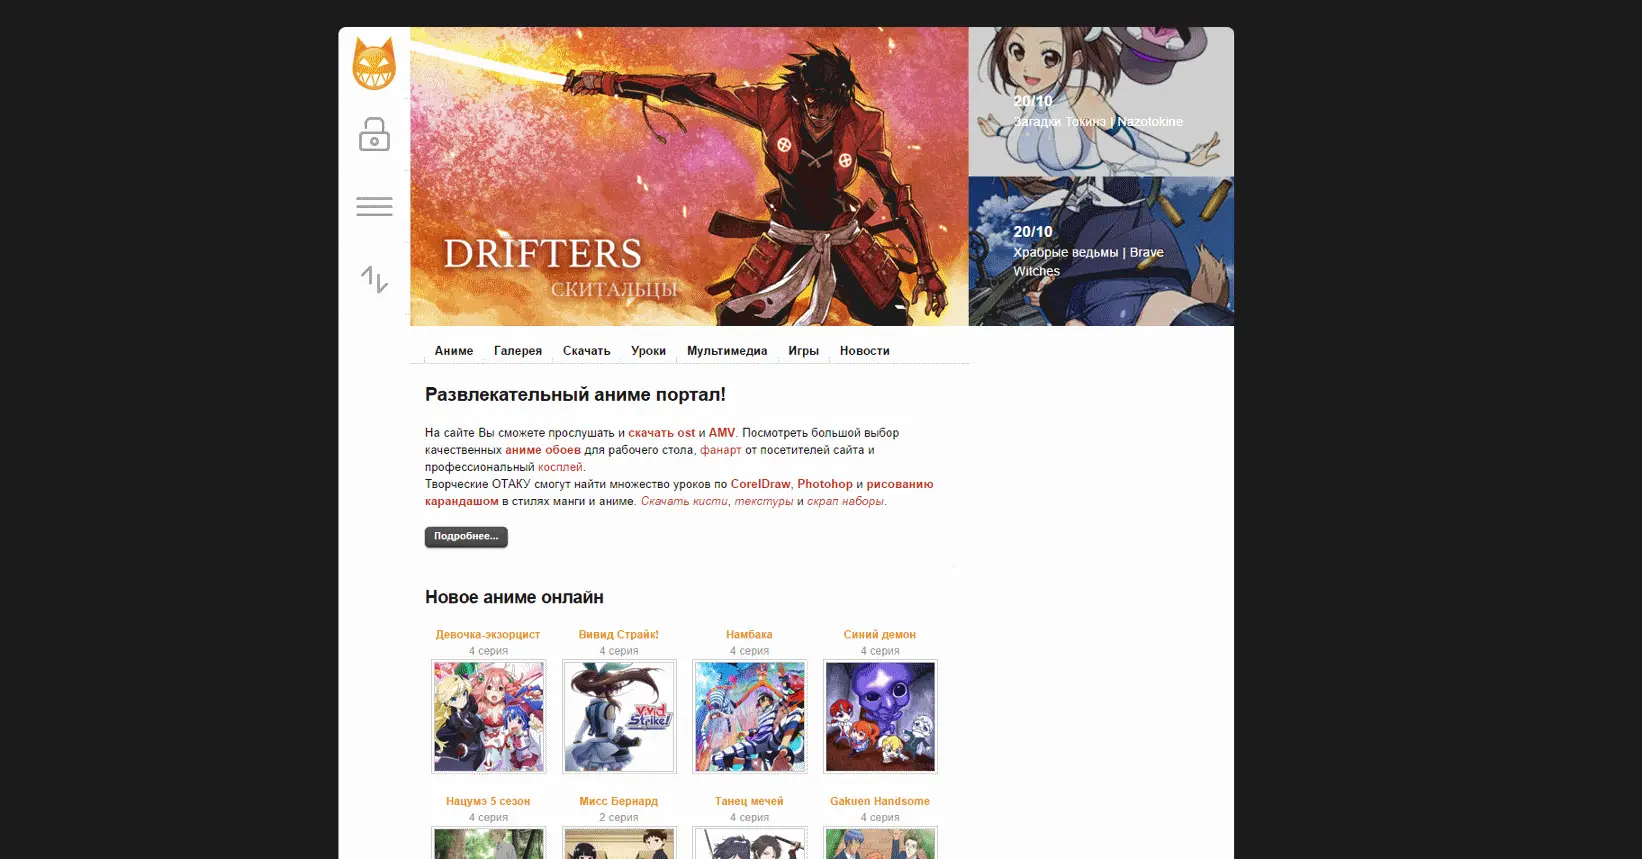 DRIFTERS
СКИТАЛЬЦЫ
20/10
Загадки Токинэ | Nazotokine
20/10
Храбрые ведьмы | Brave
Witches
Аниме Галерея Скачать Уроки Мультимедиа Игры Новости
Развлекательный аниме портал!
На сайте Вы сможете прослушать и скачать ost и AMV. Посмотреть большой выбор
качественных аниме обоев для рабочего стола, фанарт от посетителей сайта и
профессиональный косплей.
Творческие ОТАКУ смогут найти множество уроков по CorelDraw, Photohop и рисованию
карандашом в стилях манги и аниме. Скачать кисти, текстуры и скрап наборы.
Подробнее...
Новое аниме онлайн
Девочка-экзорцист Вивид Страйк! Намбака Синий демон
4 серия 4 серия 4 серия 4 серия
ViVid
Strike!
Нацумэ 5 сезон Мисс Бернард Танец мечей Gakuen Handsome
4 серия 2 серия 4 серия 4 серия